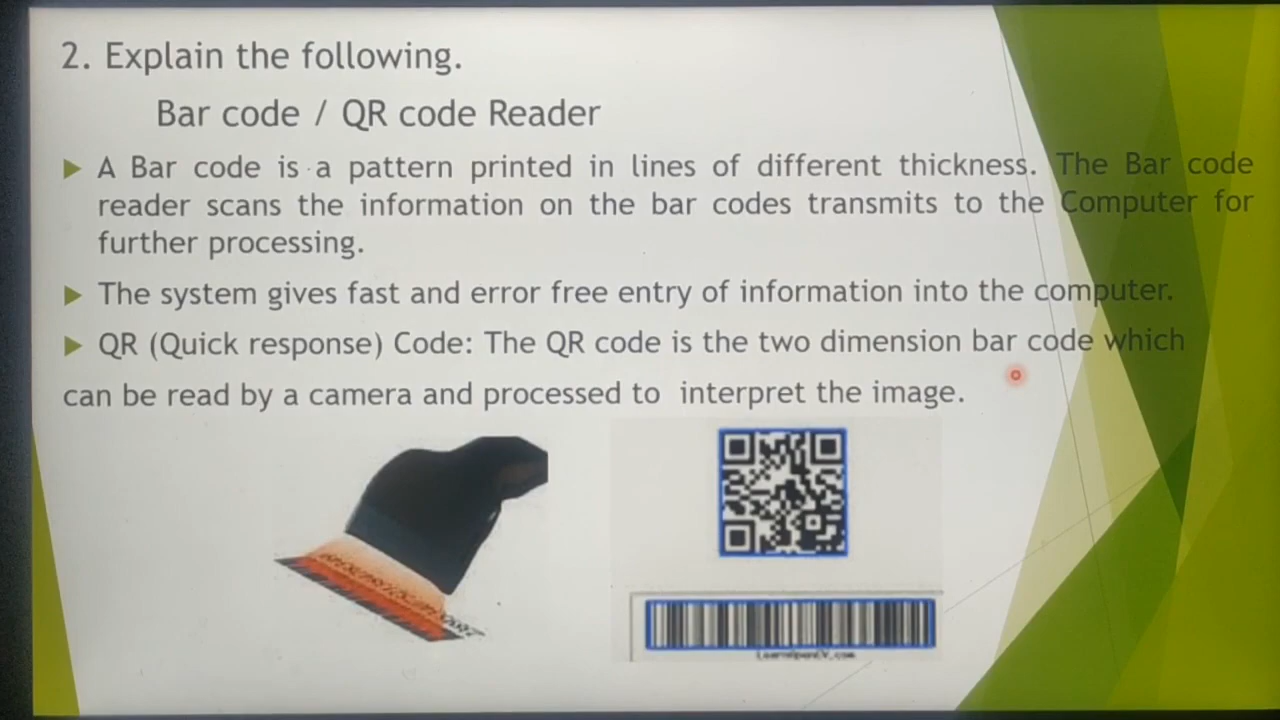 2. Explain the following.
Bar code / QR code Reader
A Bar code is a pattern printed in lines of different thickness. The Bar code
reader scans the information on the bar codes transmits to the Computer for
further processing.
The system gives fast and error free entry of information into the computer.
QR (Quick response) Code: The QR code is the two dimension bar code which
can be read by a camera and processed to interpret the image.
LearnOpenCV.com